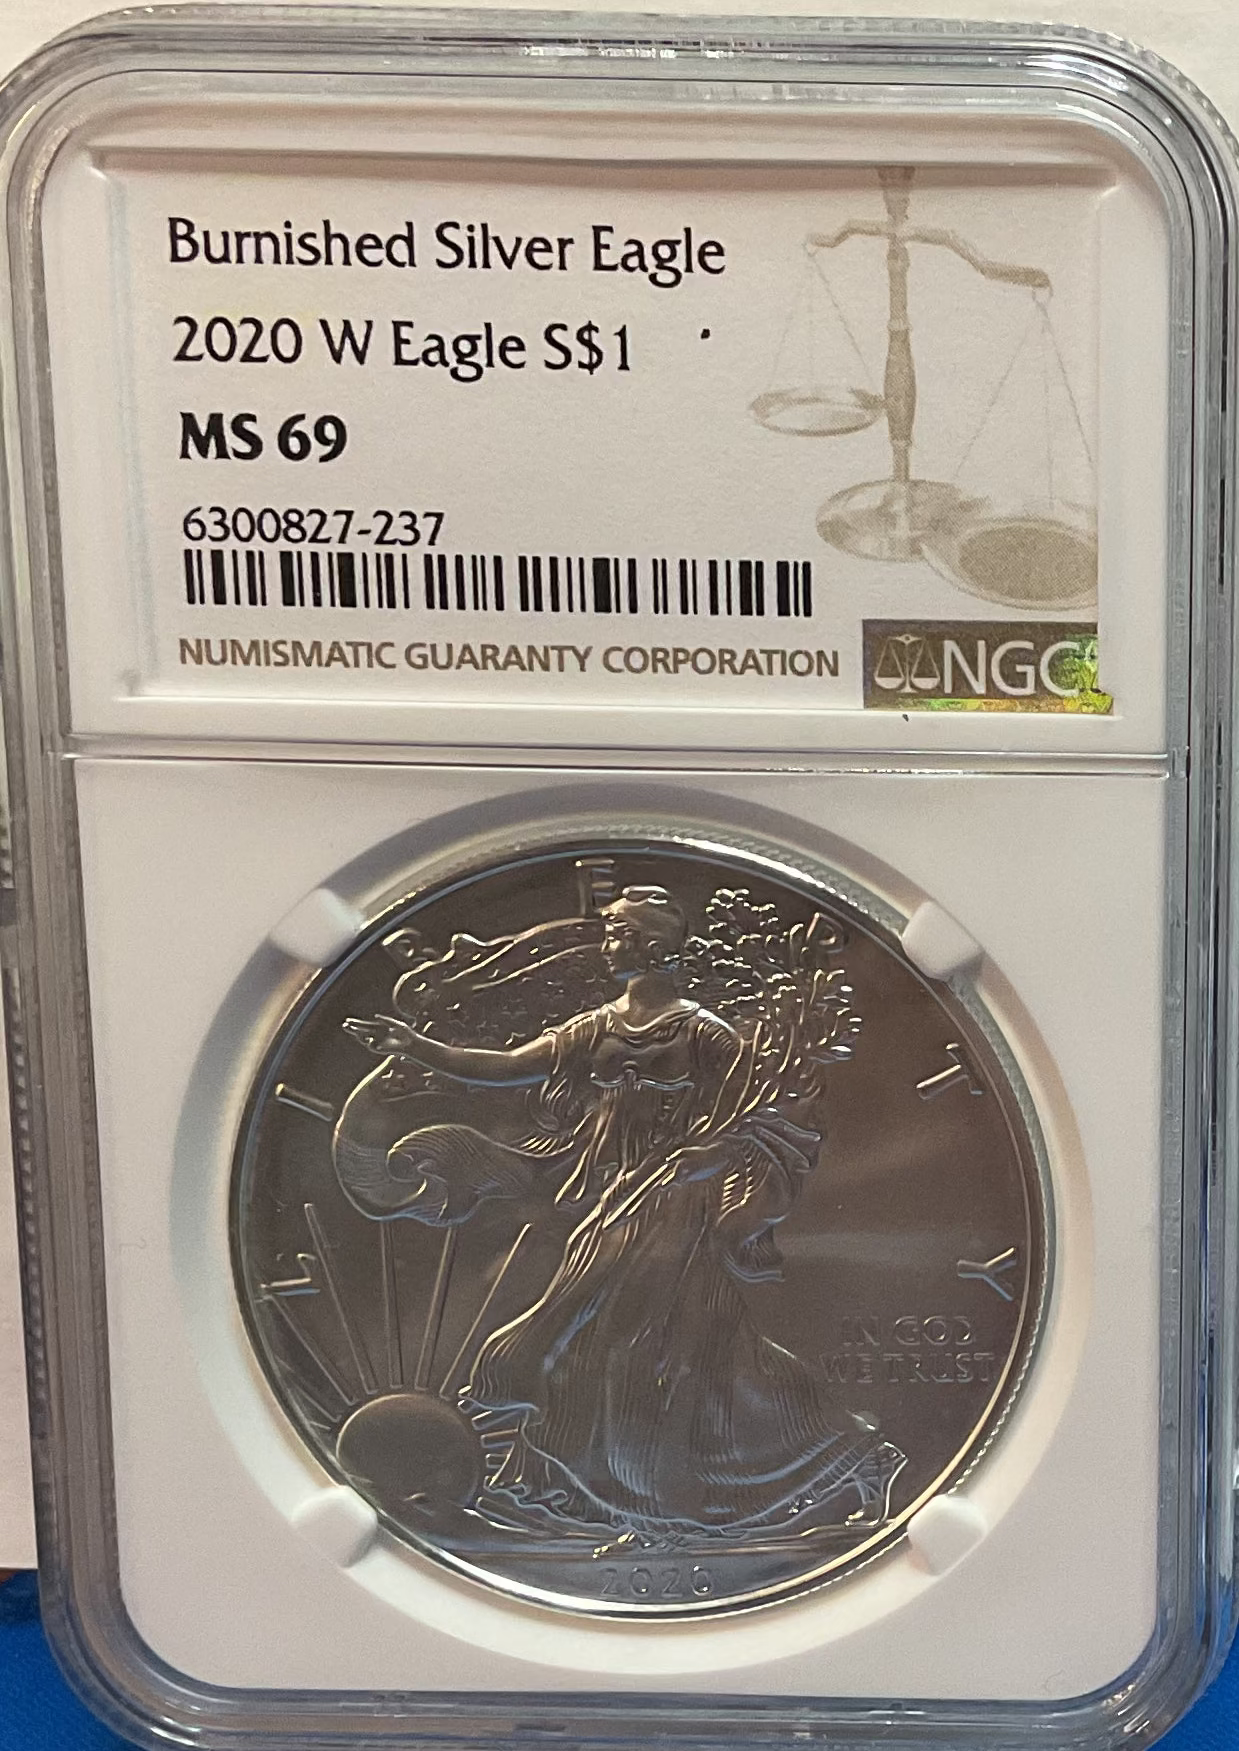 Burnished Silver Eagle
2020 W Eagle S$1
MS 69
6300827-237
NUMISMATIC GUARANTY CORPORATION
NGC
LIBERTY
IN GOD
WE TRUST
2020